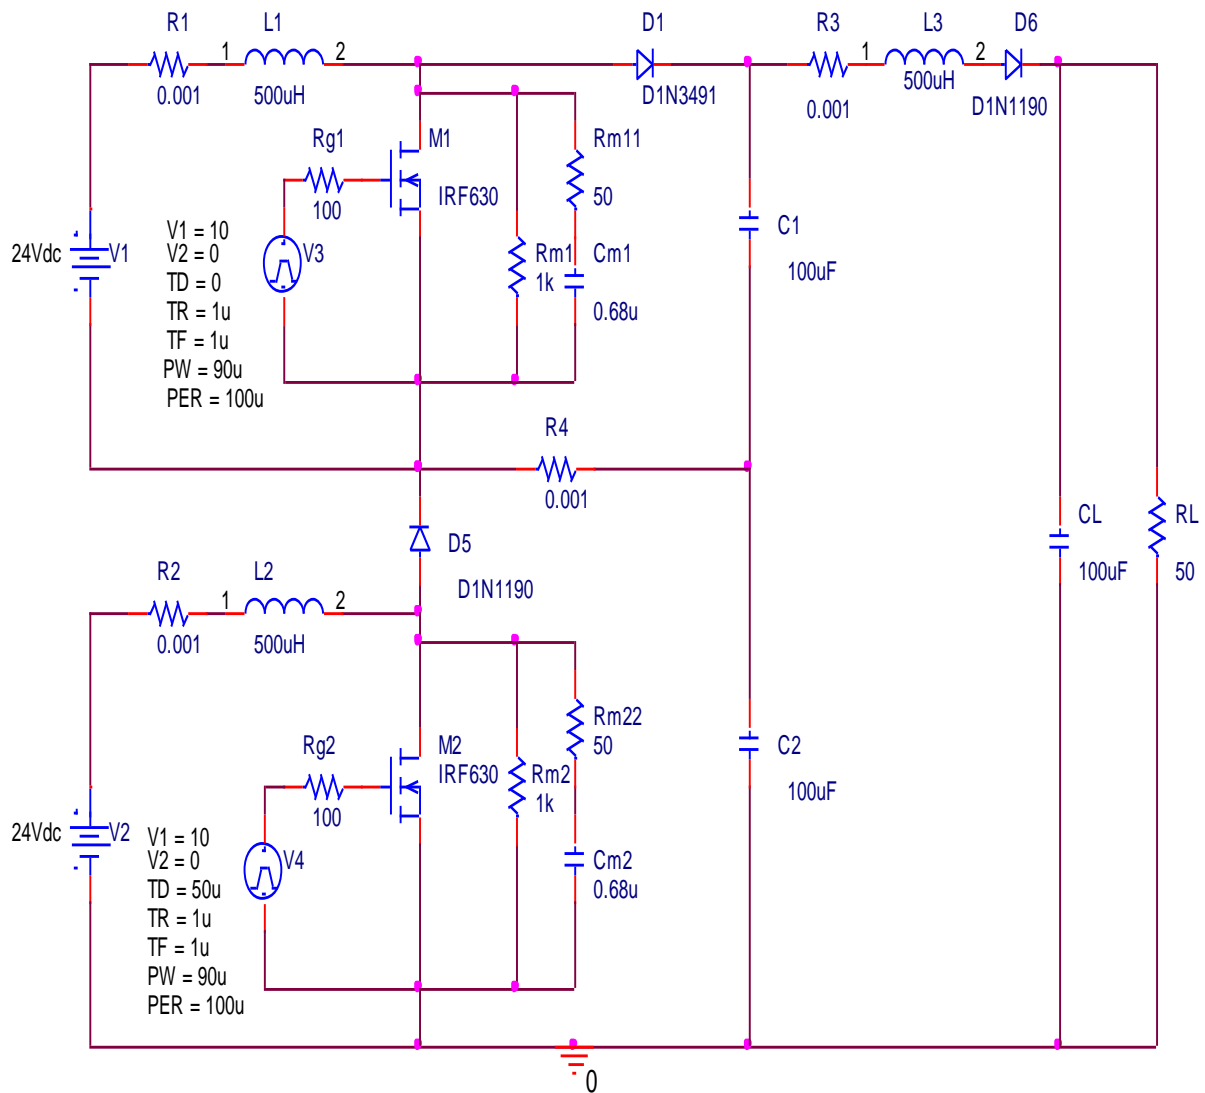 R1
L1
D1
R3
L3
D6
1
2
1
2
0.001
500uH
D1N3491
0.001
500uH
D1N1190
Rg1
M1
Rm11
100
IRF630
50
V1 = 10
V2 = 0
TD = 0
TR = 1u
TF = 1u
PW = 90u
PER = 100u
24Vdc
V1
V3
Rm1
1k
Cm1
0.68u
C1
100uF
R4
0.001
D5
D1N1190
CL
100uF
RL
50
R2
L2
1
2
0.001
500uH
Rg2
M2
Rm22
100
IRF630
50
Rm2
1k
C2
100uF
24Vdc
V2
V1 = 10
V2 = 0
TD = 50u
TR = 1u
TF = 1u
PW = 90u
PER = 100u
V4
Cm2
0.68u
0